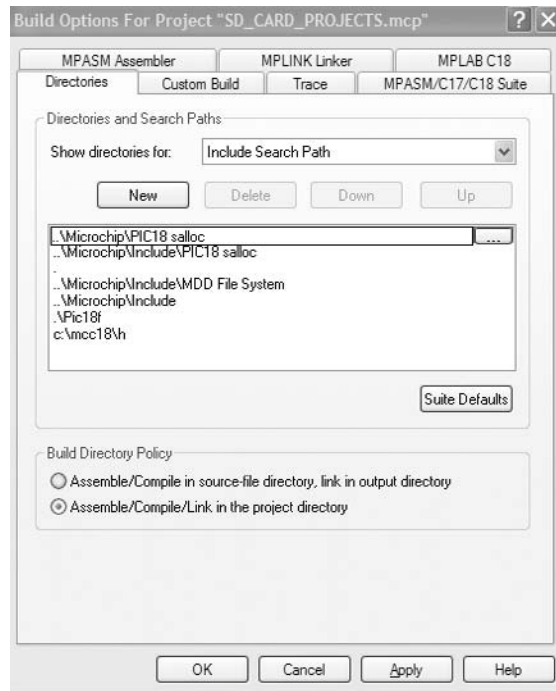 Build Options For Project "SD_CARD_PROJECTS.mcp"
MPASM Assembler MPLINK Linker MPLAB C18
Directories Custom Build Trace MPASM/C17/C18 Suite
Directories and Search Paths
Show directories for: Include Search Path
New Delete Down Up
..\Microchip\PIC18 salloc ...
..\Microchip\Include\PIC18 salloc
.
..\Microchip\Include\MDD File System
..\Microchip\Include
.\Pic18f
c:\mcc18\h
Suite Defaults
Build Directory Policy
Assemble/Compile in source-file directory, link in output directory
Assemble/Compile/Link in the project directory
OK Cancel Apply Help